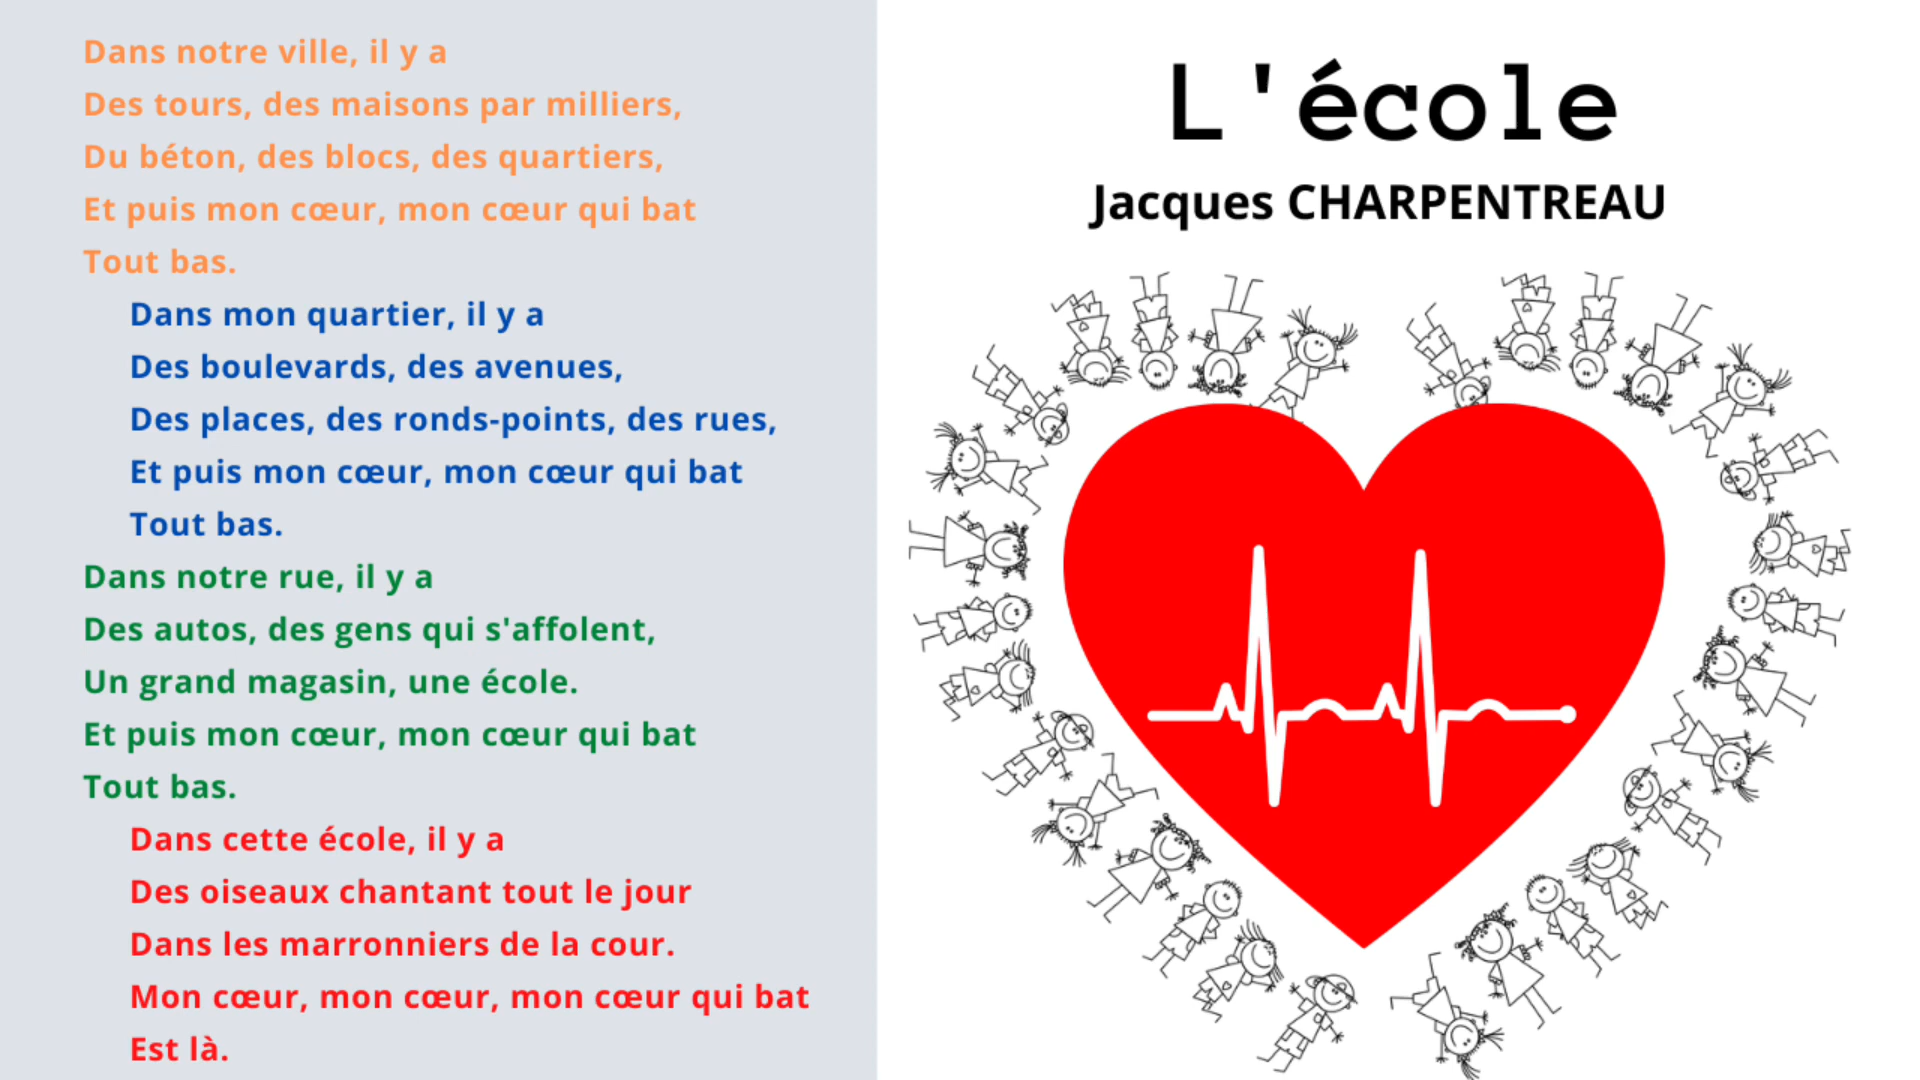 Dans notre ville, il y a
Des tours, des maisons par milliers,
Du béton, des blocs, des quartiers,
Et puis mon cœur, mon cœur qui bat
Tout bas.
Dans mon quartier, il y a
Des boulevards, des avenues,
Des places, des ronds-points, des rues,
Et puis mon cœur, mon cœur qui bat
Tout bas.
Dans notre rue, il y a
Des autos, des gens qui s'affolent,
Un grand magasin, une école.
Et puis mon cœur, mon cœur qui bat
Tout bas.
Dans cette école, il y a
Des oiseaux chantant tout le jour
Dans les marronniers de la cour.
Mon cœur, mon cœur, mon cœur qui bat
Est là.
L'école
Jacques CHARPENTREAU